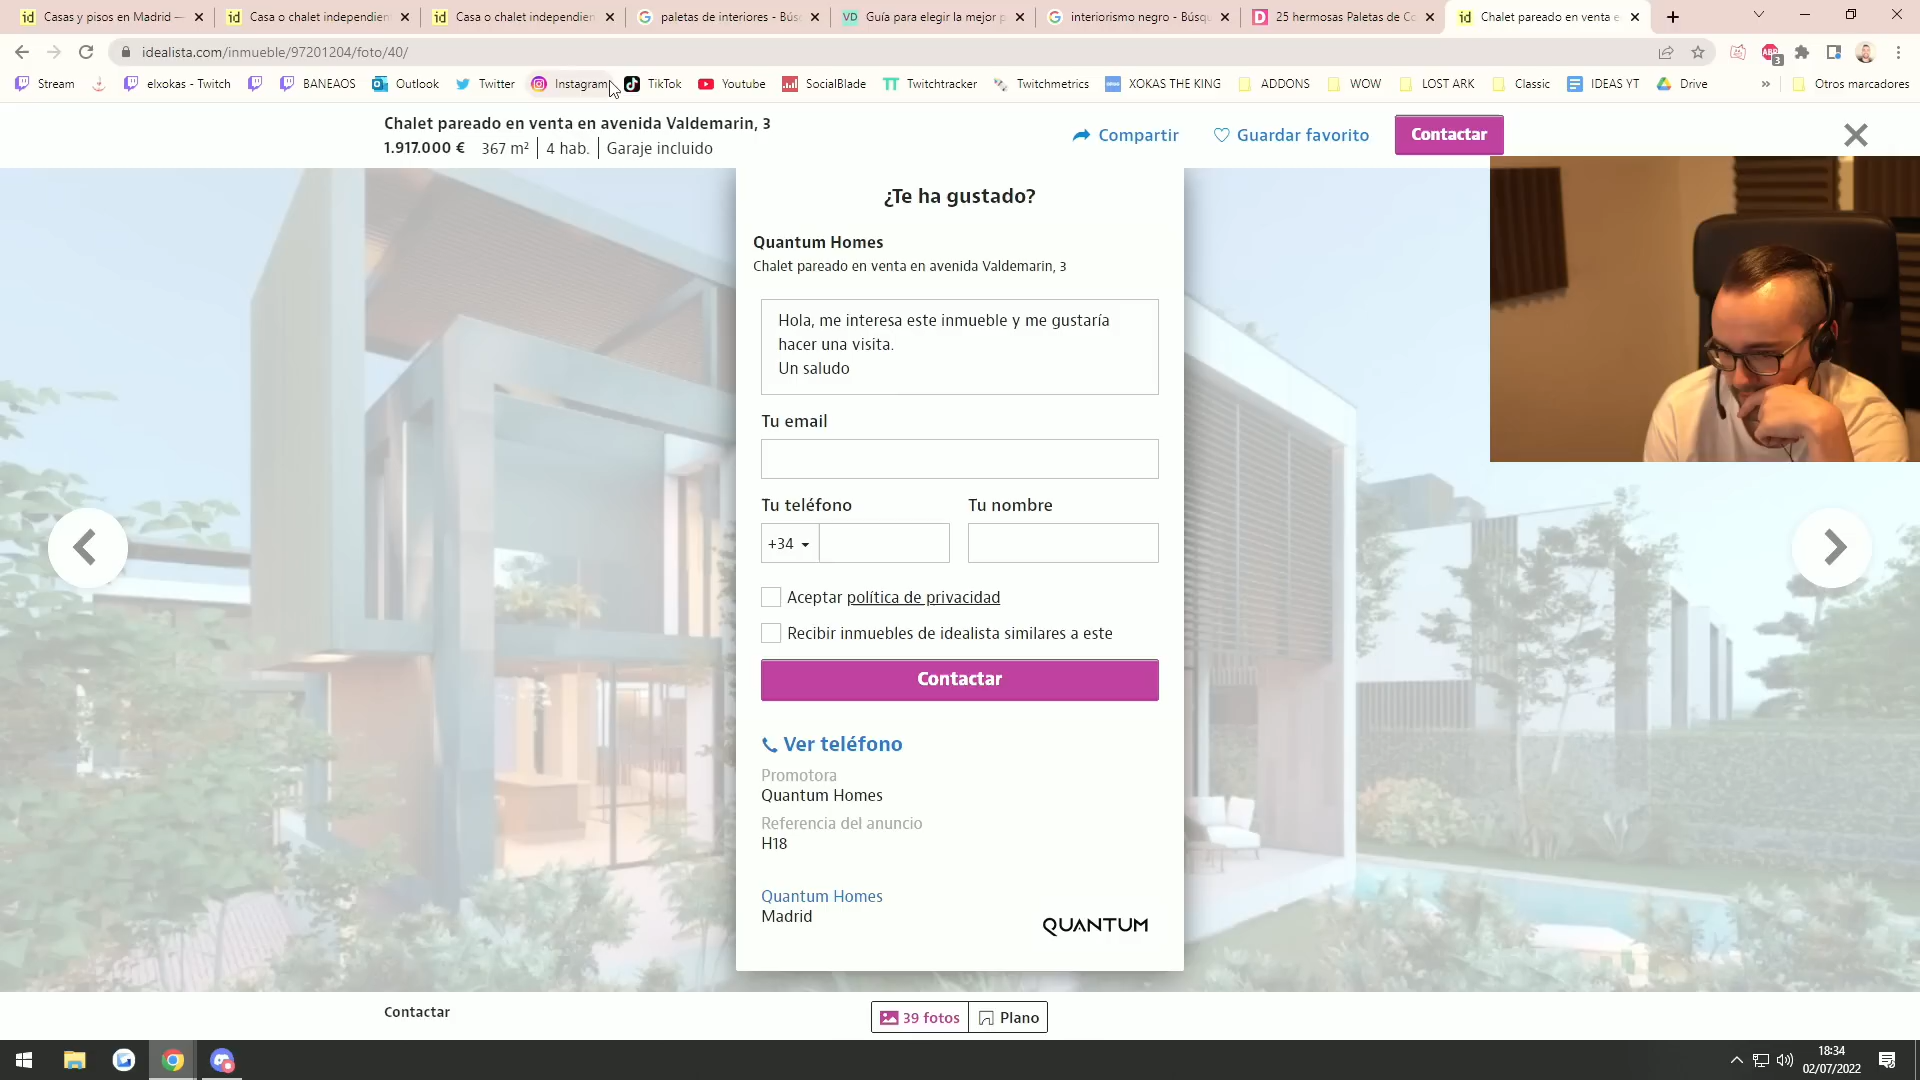 Casas y pisos en Madrid —
Casa o chalet independien
Casa o chalet independien
paletas de interiores - Bús
Guía para elegir la mejor p
interiorismo negro - Búsqu
25 hermosas Paletas de Co
Chalet pareado en venta e
idealista.com/inmueble/97201204/foto/40/
Stream
elxokas - Twitch
BANEAOS
Outlook
Twitter
Instagram
TikTok
Youtube
SocialBlade
Twitchtracker
Twitchmetrics
XOKAS THE KING
ADDONS
WOW
LOST ARK
Classic
IDEAS YT
Drive
»
Otros marcadores
Chalet pareado en venta en avenida Valdemarin, 3
1.917.000 € 367 m² 4 hab. Garaje incluido
Compartir
Guardar favorito
Contactar
¿Te ha gustado?
Quantum Homes
Chalet pareado en venta en avenida Valdemarin, 3
Hola, me interesa este inmueble y me gustaría
hacer una visita.
Un saludo
Tu email
Tu teléfono
Tu nombre
+34
Aceptar política de privacidad
Recibir inmuebles de idealista similares a este
Contactar
Ver teléfono
Promotora
Quantum Homes
Referencia del anuncio
H18
Quantum Homes
Madrid
QUANTUM
Contactar
39 fotos
Plano
18:34
02/07/2022